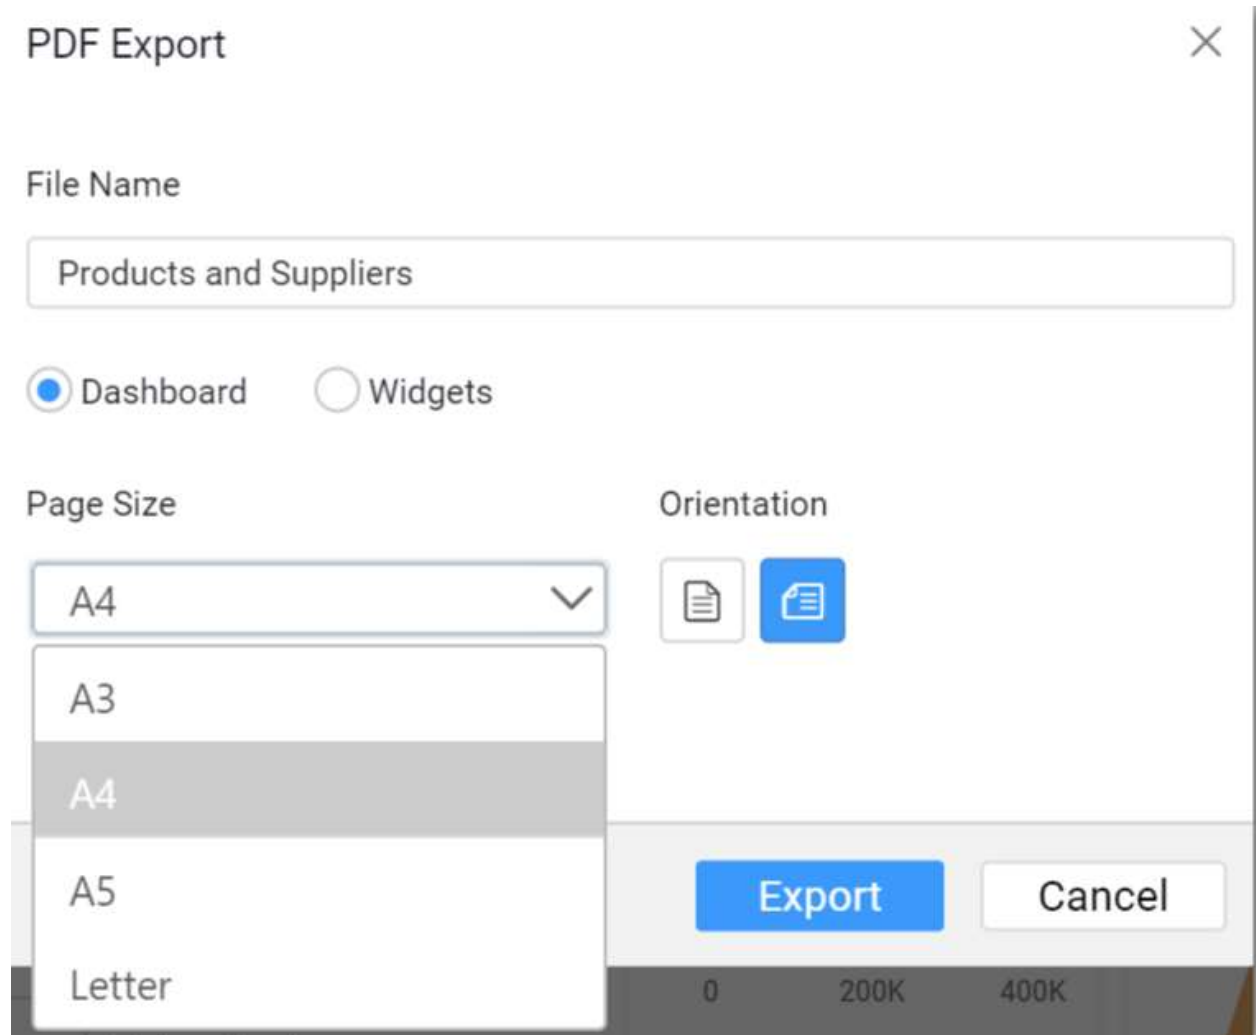 PDF Export
File Name
Products and Suppliers
Dashboard Widgets
Page Size Orientation
A4
A3
A4
A5
Letter
Export Cancel
0 200K 400K